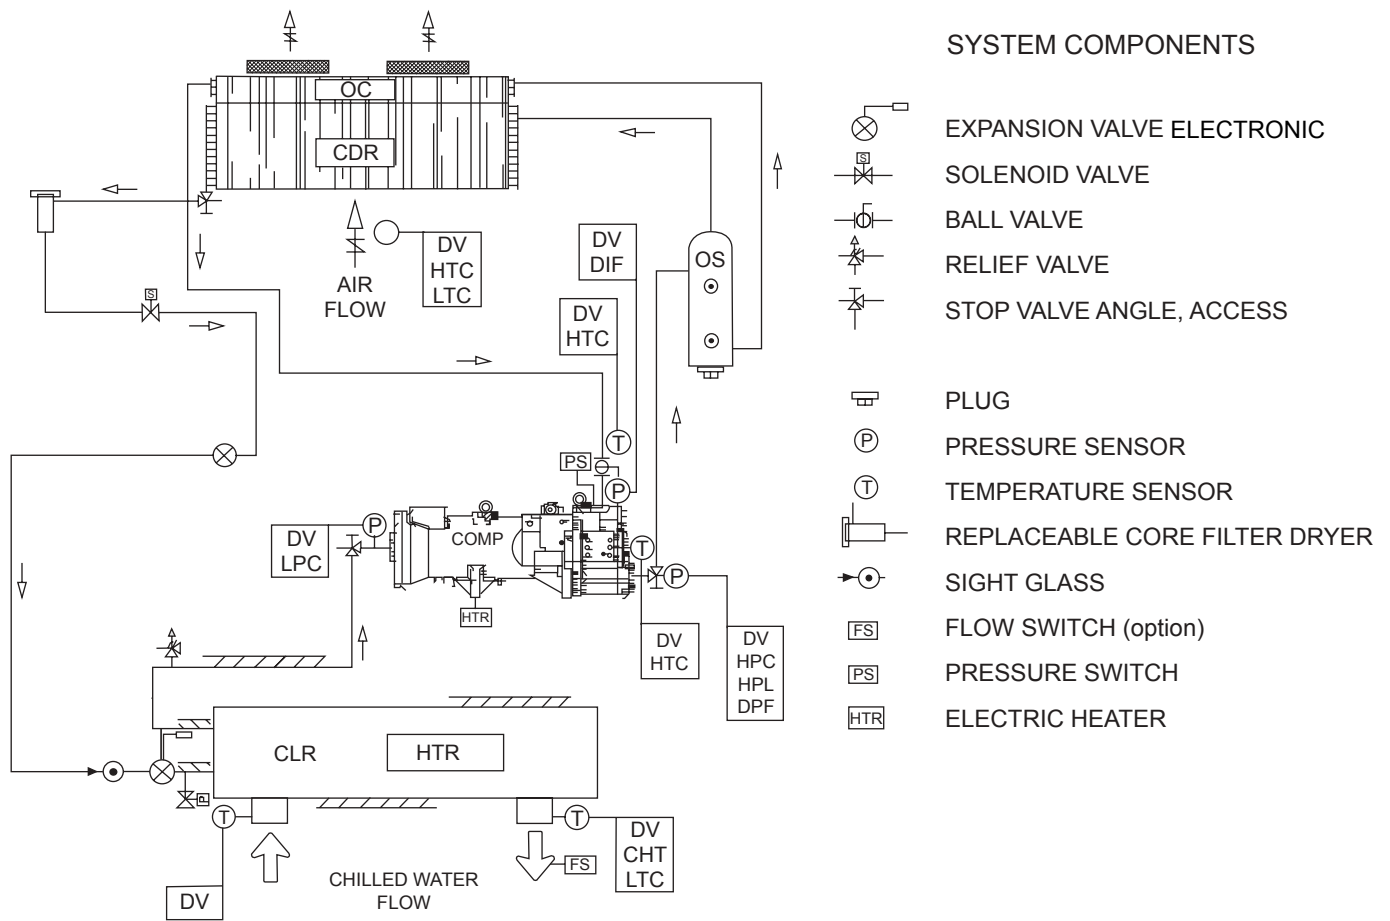 SYSTEM COMPONENTS
EXPANSION VALVE ELECTRONIC
S
SOLENOID VALVE
BALL VALVE
RELIEF VALVE
STOP VALVE ANGLE, ACCESS
PLUG
P
PRESSURE SENSOR
T
TEMPERATURE SENSOR
REPLACEABLE CORE FILTER DRYER
SIGHT GLASS
FS
FLOW SWITCH (option)
PS
PRESSURE SWITCH
HTR
ELECTRIC HEATER
OC
CDR
AIR
FLOW
DV
HTC
LTC
DV
DIF
DV
HTC
OS
S
T
PS
P
DV
LPC
P
COMP
HTR
T
P
DV
HTC
DV
HPC
HPL
DPF
CLR
HTR
P
T
DV
T
DV
CHT
LTC
FS
CHILLED WATER
FLOW